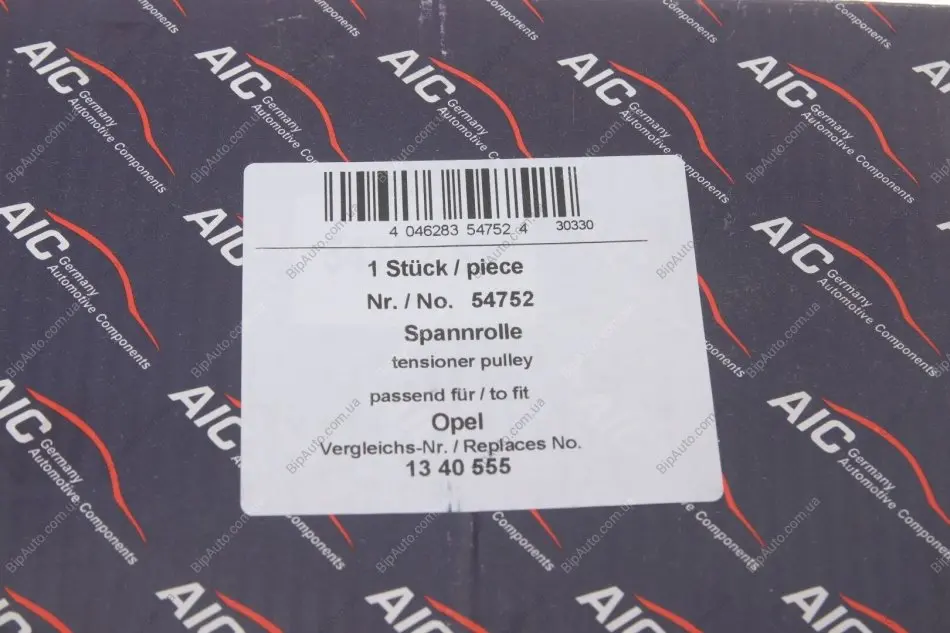 4 046283 54752 4 30330
1 Stück / piece
Nr. / No. 54752
Spannrolle
tensioner pulley
passend für / to fit
Opel
Vergleichs-Nr. / Replaces No.
13 40 555
AIC Germany
Automotive Components
BipAuto.com.ua